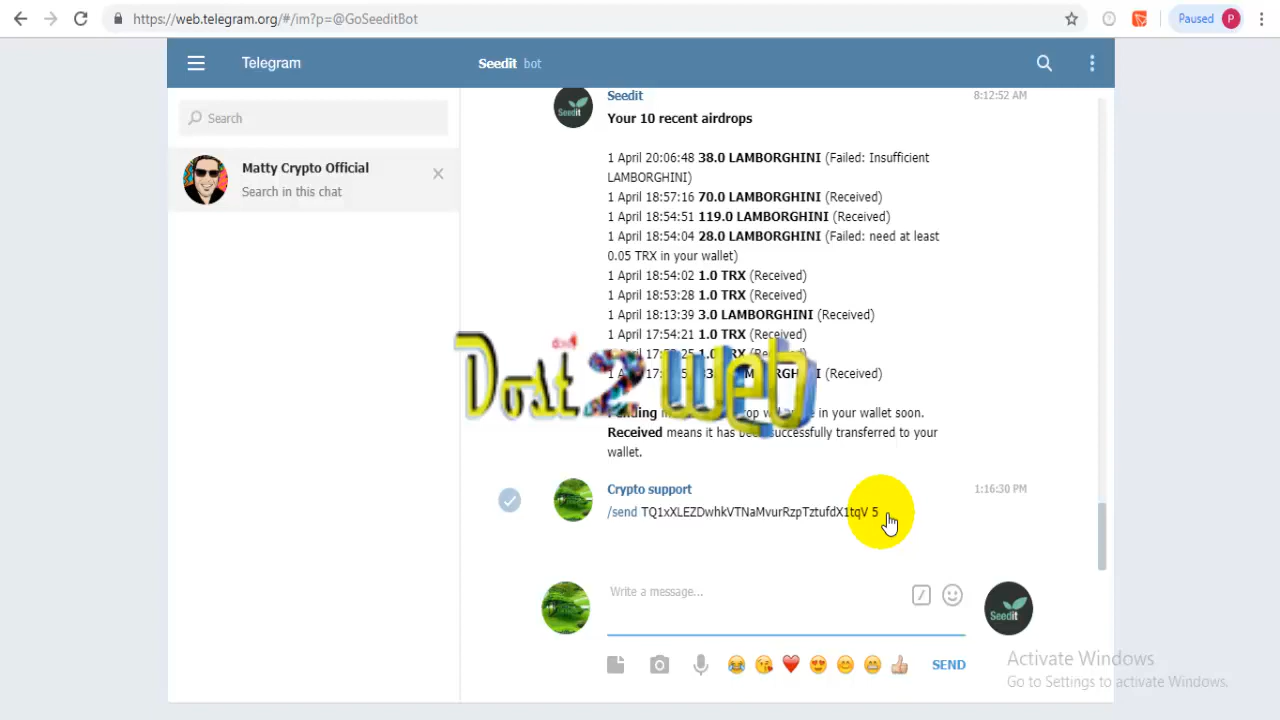 https://web.telegram.org/#/im?p=@GoSeeditBot
Paused
P
Telegram
Seedit bot
Search
Matty Crypto Official
Search in this chat
Seedit
8:12:52 AM
Seedit
Your 10 recent airdrops
1 April 20:06:48 38.0 LAMBORGHINI (Failed: Insufficient
LAMBORGHINI)
1 April 18:57:16 70.0 LAMBORGHINI (Received)
1 April 18:54:51 119.0 LAMBORGHINI (Received)
1 April 18:54:04 28.0 LAMBORGHINI (Failed: need at least
0.05 TRX in your wallet)
1 April 18:54:02 1.0 TRX (Received)
1 April 18:53:28 1.0 TRX (Received)
1 April 18:13:39 3.0 LAMBORGHINI (Received)
1 April 17:54:21 1.0 TRX (Received)
dost
Dost 2 Web
(Received)
in your wallet soon.
Received means it has successfully transferred to your
wallet.
Crypto support
1:16:30 PM
/send TQ1xXLEZDwhkVTNaMvurRzpTztufdX1tqV 5
Write a message...
Seedit
SEND
Activate Windows
Go to Settings to activate Windows.